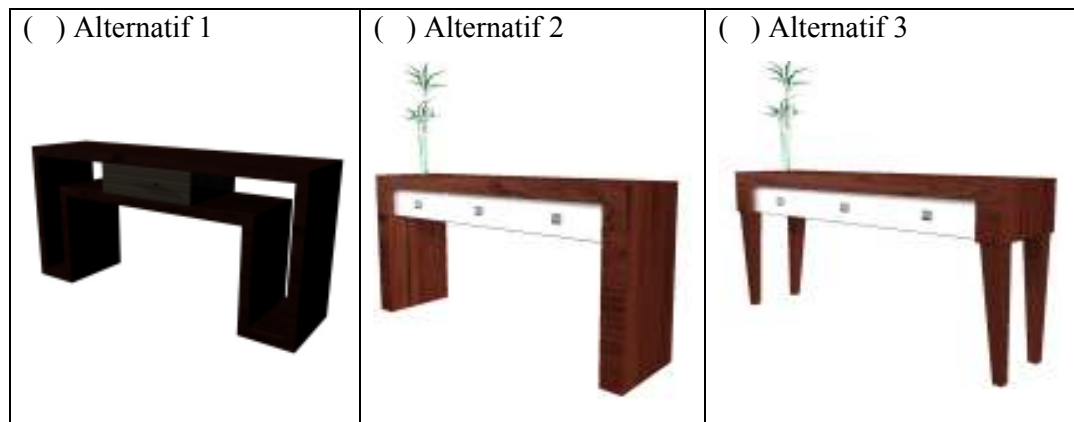 (   ) Alternatif 1
(   ) Alternatif 2
(   ) Alternatif 3